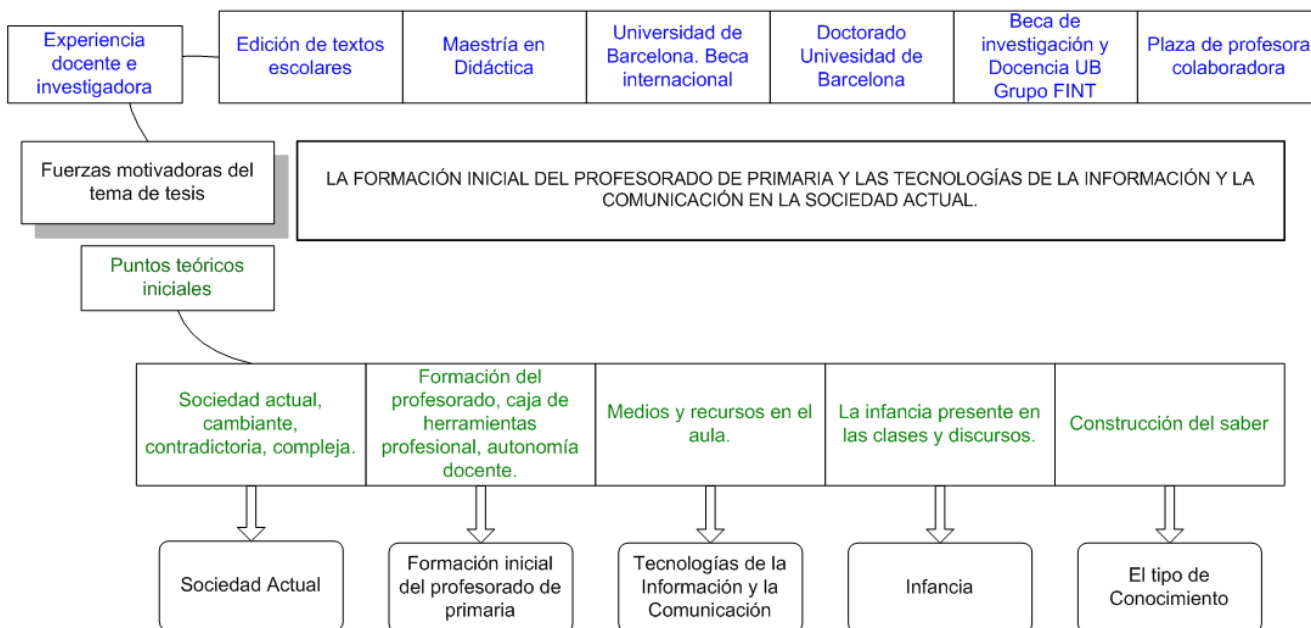 Experiencia
docente e
investigadora
Edición de textos
escolares
Maestría en
Didáctica
Universidad de
Barcelona. Beca
internacional
Doctorado
Univesidad de
Barcelona
Beca de
investigación y
Docencia UB
Grupo FINT
Plaza de profesora
colaboradora
Fuerzas motivadoras del
tema de tesis
LA FORMACIÓN INICIAL DEL PROFESORADO DE PRIMARIA Y LAS TECNOLOGÍAS DE LA INFORMACIÓN Y LA
COMUNICACIÓN EN LA SOCIEDAD ACTUAL.
Puntos teóricos
iniciales
Sociedad actual,
cambiante,
contradictoria, compleja.
Formación del
profesorado, caja de
herramientas
profesional, autonomía
docente.
Medios y recursos en el
aula.
La infancia presente en
las clases y discursos.
Construcción del saber
Sociedad Actual
Formación inicial
del profesorado de
primaria
Tecnologías de la
Información y la
Comunicación
Infancia
El tipo de
Conocimiento